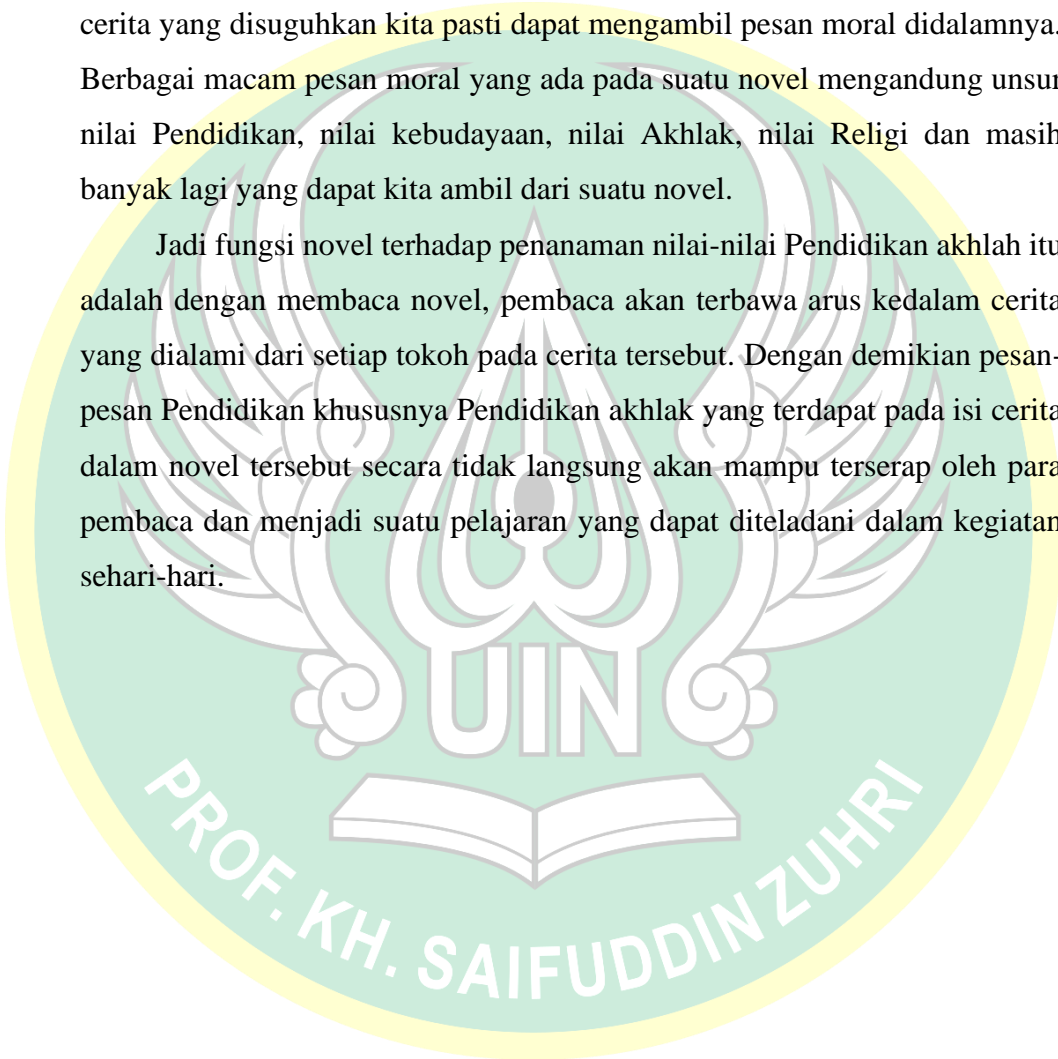 cerita yang disuguhkan kita pasti dapat mengambil pesan moral didalamnya.
Berbagai macam pesan moral yang ada pada suatu novel mengandung unsur
nilai Pendidikan, nilai kebudayaan, nilai Akhlak, nilai Religi dan masih
banyak lagi yang dapat kita ambil dari suatu novel.
Jadi fungsi novel terhadap penanaman nilai-nilai Pendidikan akhlah itu
adalah dengan membaca novel, pembaca akan terbawa arus kedalam cerita
yang dialami dari setiap tokoh pada cerita tersebut. Dengan demikian pesan-
pesan Pendidikan khususnya Pendidikan akhlak yang terdapat pada isi cerita
dalam novel tersebut secara tidak langsung akan mampu terserap oleh para
pembaca dan menjadi suatu pelajaran yang dapat diteladani dalam kegiatan
sehari-hari.
UIN
PROF. KH. SAIFUDDIN ZUHRI